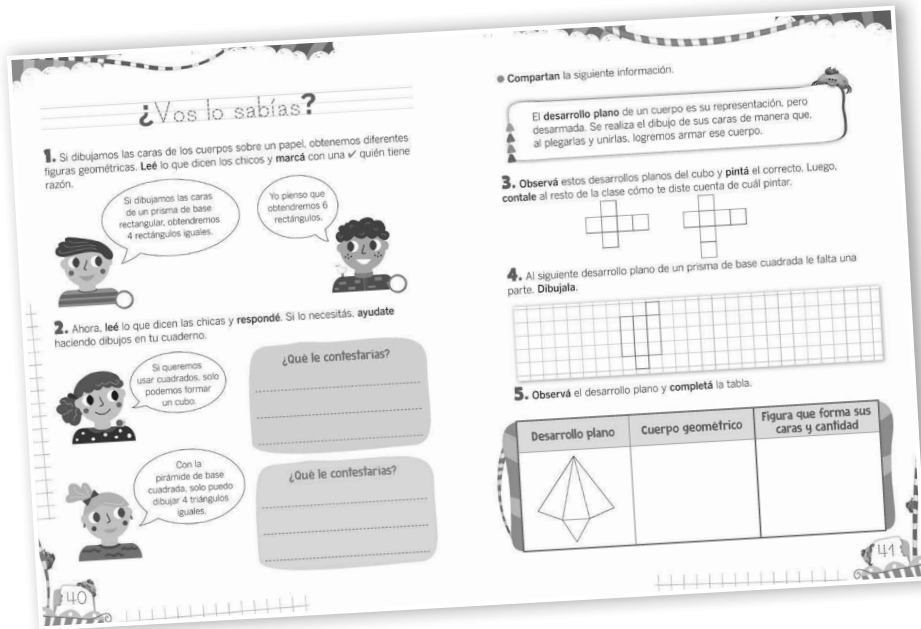 ¿Vos lo sabías?
1. Si dibujamos las caras de los cuerpos sobre un papel, obtenemos diferentes
figuras geométricas. Leé lo que dicen los chicos y marcá con una ✓ quién tiene
razón.
Si dibujamos las caras
de un prisma de base
rectangular, obtendremos
4 rectángulos iguales.
Yo pienso que
obtendremos 6
rectángulos.
2. Ahora, leé lo que dicen las chicas y respondé. Si lo necesitás, ayudate
haciendo dibujos en tu cuaderno.
Si queremos
usar cuadrados, solo
podemos formar
un cubo.
¿Qué le contestarías?
Con la
pirámide de base
cuadrada, solo puedo
dibujar 4 triángulos
iguales.
¿Qué le contestarías?
40
Compartan la siguiente información.
El desarrollo plano de un cuerpo es su representación, pero
desarmada. Se realiza el dibujo de sus caras de manera que,
al plegarlas y unirlas, logremos armar ese cuerpo.
3. Observá estos desarrollos planos del cubo y pintá el correcto. Luego,
contale al resto de la clase cómo te diste cuenta de cuál pintar.
4. Al siguiente desarrollo plano de un prisma de base cuadrada le falta una
parte. Dibujala.
5. Observá el desarrollo plano y completá la tabla.
Desarrollo plano
Cuerpo geométrico
Figura que forma sus
caras y cantidad
41